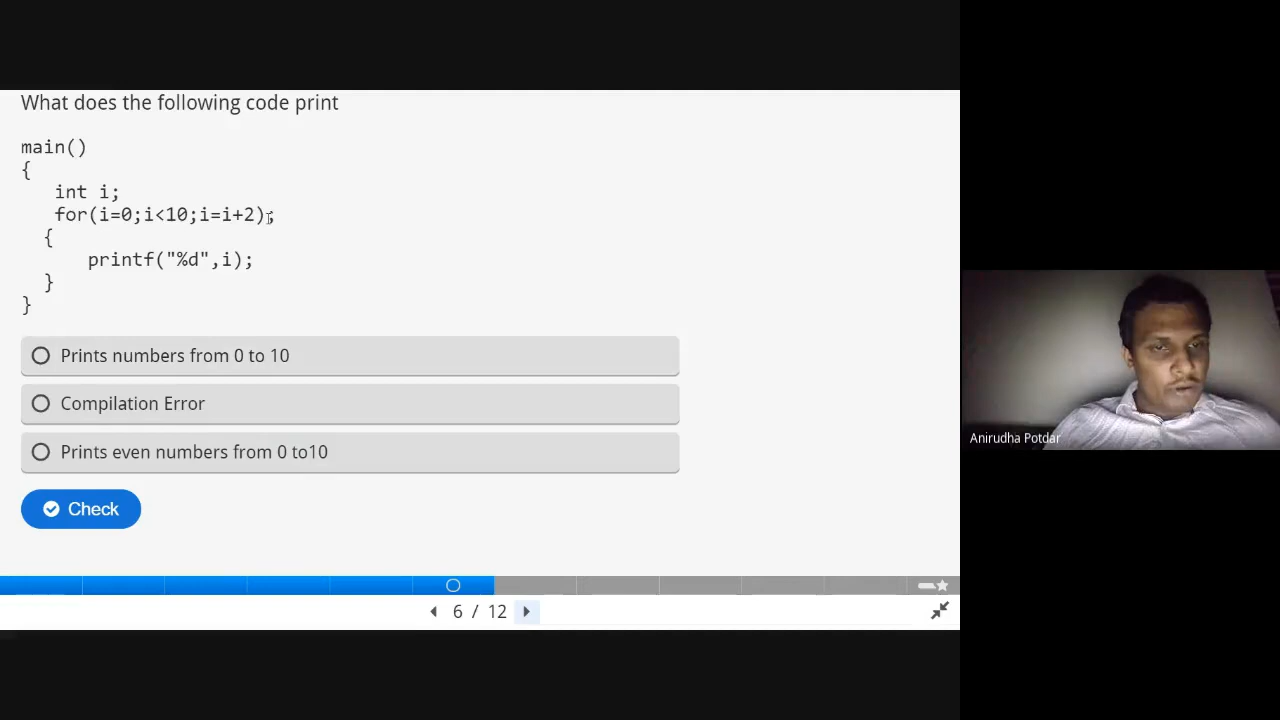 What does the following code print
main()
{
int i;
for(i=0;i<10;i=i+2);
{
printf("%d",i);
}
}
Prints numbers from 0 to 10
Compilation Error
Prints even numbers from 0 to10
Check
6 / 12
Anirudha Potdar